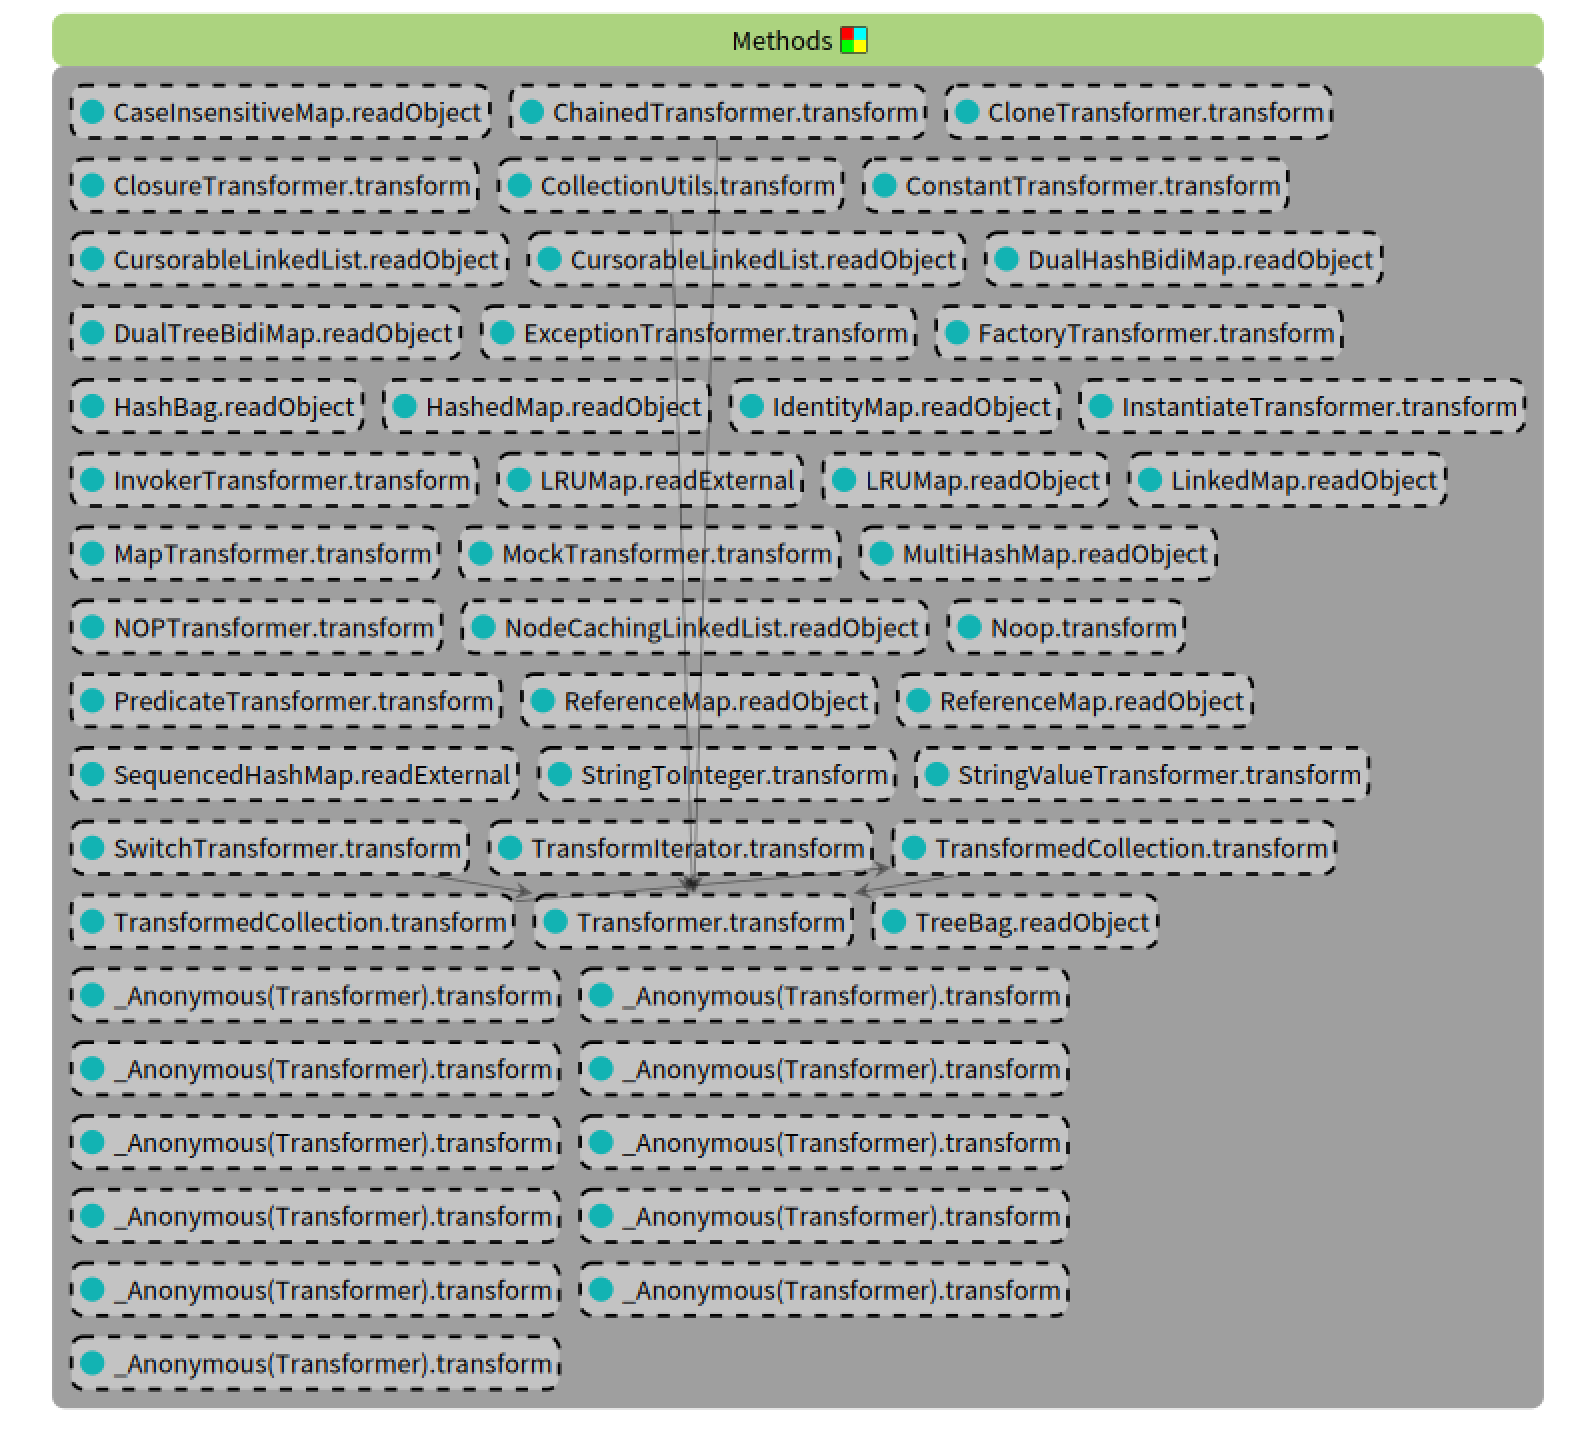 Methods
CaseInsensitiveMap.readObject ChainedTransformer.transform CloneTransformer.transform
ClosureTransformer.transform CollectionUtils.transform ConstantTransformer.transform
CursorableLinkedList.readObject CursorableLinkedList.readObject DualHashBidiMap.readObject
DualTreeBidiMap.readObject ExceptionTransformer.transform FactoryTransformer.transform
HashBag.readObject HashedMap.readObject IdentityMap.readObject InstantiateTransformer.transform
InvokerTransformer.transform LRUMap.readExternal LRUMap.readObject LinkedMap.readObject
MapTransformer.transform MockTransformer.transform MultiHashMap.readObject
NOPTransformer.transform NodeCachingLinkedList.readObject Noop.transform
PredicateTransformer.transform ReferenceMap.readObject ReferenceMap.readObject
SequencedHashMap.readExternal StringToInteger.transform StringValueTransformer.transform
SwitchTransformer.transform TransformIterator.transform TransformedCollection.transform
TransformedCollection.transform Transformer.transform TreeBag.readObject
_Anonymous(Transformer).transform _Anonymous(Transformer).transform
_Anonymous(Transformer).transform _Anonymous(Transformer).transform
_Anonymous(Transformer).transform _Anonymous(Transformer).transform
_Anonymous(Transformer).transform _Anonymous(Transformer).transform
_Anonymous(Transformer).transform _Anonymous(Transformer).transform
_Anonymous(Transformer).transform